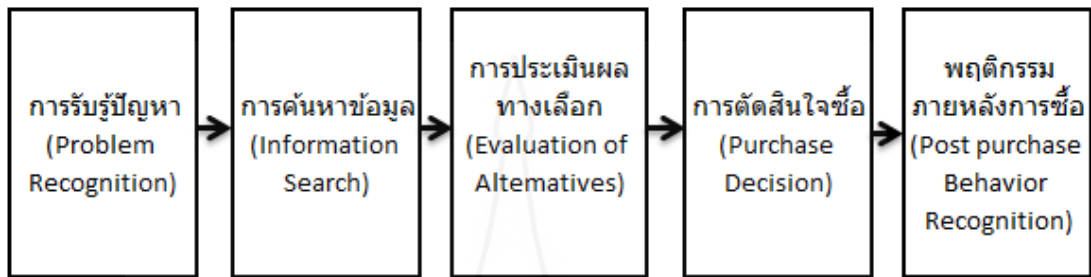 การรับรู้ปัญหา
(Problem
Recognition)
การค้นหาข้อมูล
(Information
Search)
การประเมินผล
ทางเลือก
(Evaluation of
Altematives)
การตัดสินใจซื้อ
(Purchase
Decision)
พฤติกรรม
ภายหลังการซื้อ
(Post purchase
Behavior
Recognition)